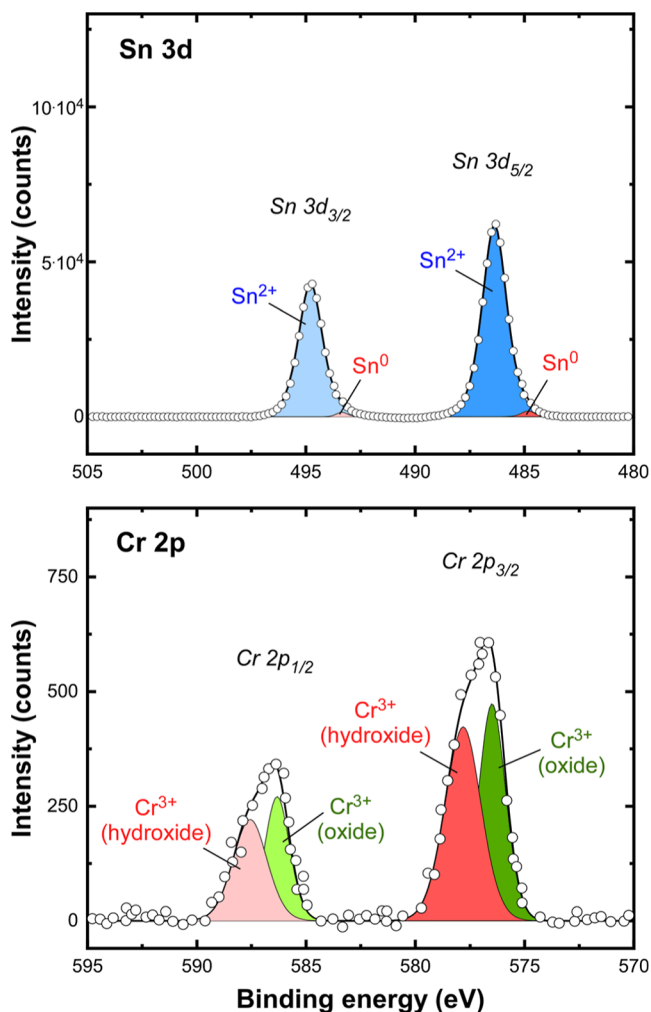 Sn 3d
Intensity (counts)
10·10⁴
5·10⁴
0
Sn 3d₃/₂
Sn 3d₅/₂
Sn²⁺
Sn⁰
Sn²⁺
Sn⁰
505 500 495 490 485 480
Cr 2p
Intensity (counts)
750
500
250
0
Cr 2p₁/₂
Cr 2p₃/₂
Cr³⁺
(hydroxide)
Cr³⁺
(oxide)
Cr³⁺
(hydroxide)
Cr³⁺
(oxide)
595 590 585 580 575 570
Binding energy (eV)